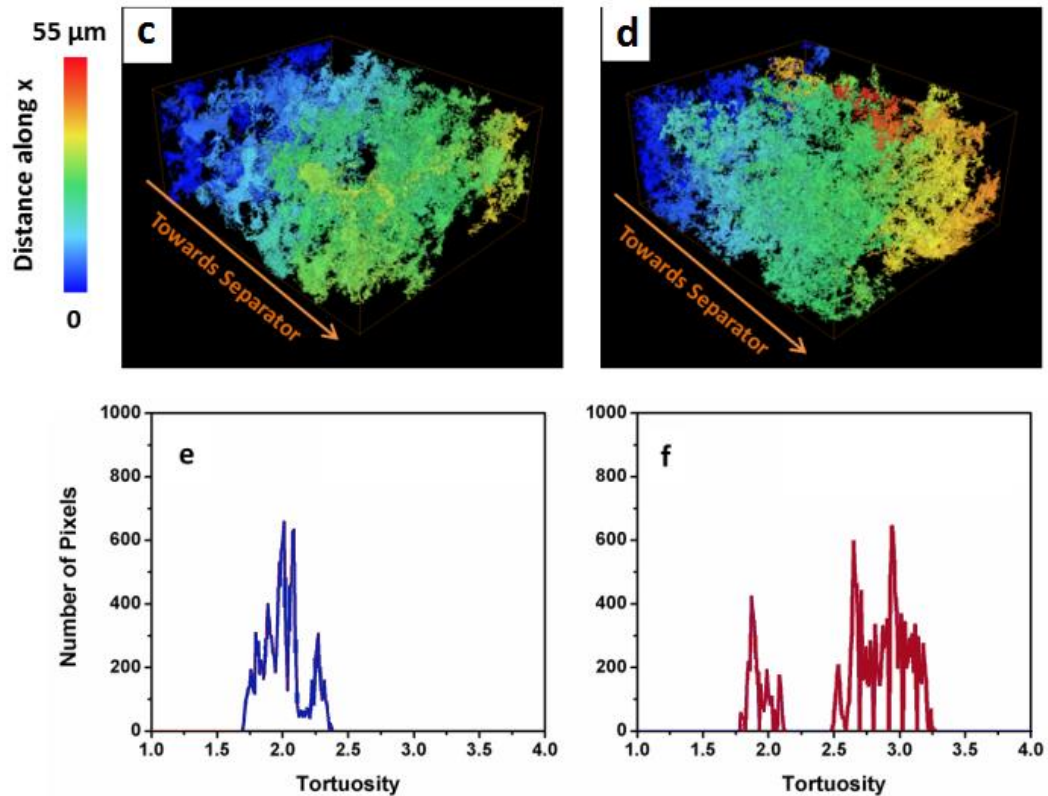 55 µm
Distance along x
0
c
Towards Separator
d
Towards Separator
1000
800
600
400
200
0
Number of Pixels
e
1.0 1.5 2.0 2.5 3.0 3.5 4.0
Tortuosity
1000
800
600
400
200
0
f
1.0 1.5 2.0 2.5 3.0 3.5 4.0
Tortuosity